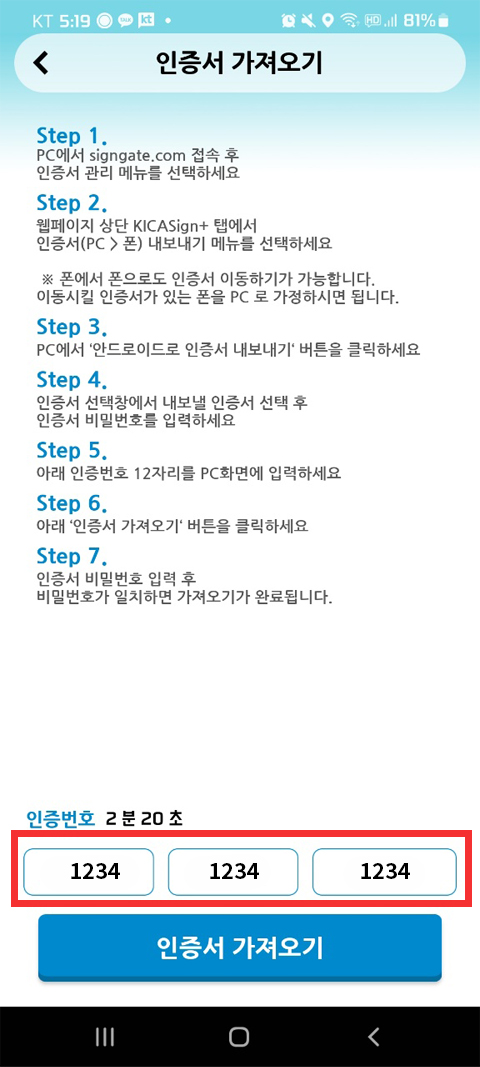 KT 5:19 81%
인증서 가져오기
Step 1.
PC에서 signgate.com 접속 후
인증서 관리 메뉴를 선택하세요
Step 2.
웹페이지 상단 KICASign+ 탭에서
인증서(PC > 폰) 내보내기 메뉴를 선택하세요
※ 폰에서 폰으로도 인증서 이동하기가 가능합니다.
이동시킬 인증서가 있는 폰을 PC 로 가정하시면 됩니다.
Step 3.
PC에서 '안드로이드로 인증서 내보내기' 버튼을 클릭하세요
Step 4.
인증서 선택창에서 내보낼 인증서 선택 후
인증서 비밀번호를 입력하세요
Step 5.
아래 인증번호 12자리를 PC화면에 입력하세요
Step 6.
아래 '인증서 가져오기' 버튼을 클릭하세요
Step 7.
인증서 비밀번호 입력 후
비밀번호가 일치하면 가져오기가 완료됩니다.
인증번호 2 분 20 초
1234 1234 1234
인증서 가져오기